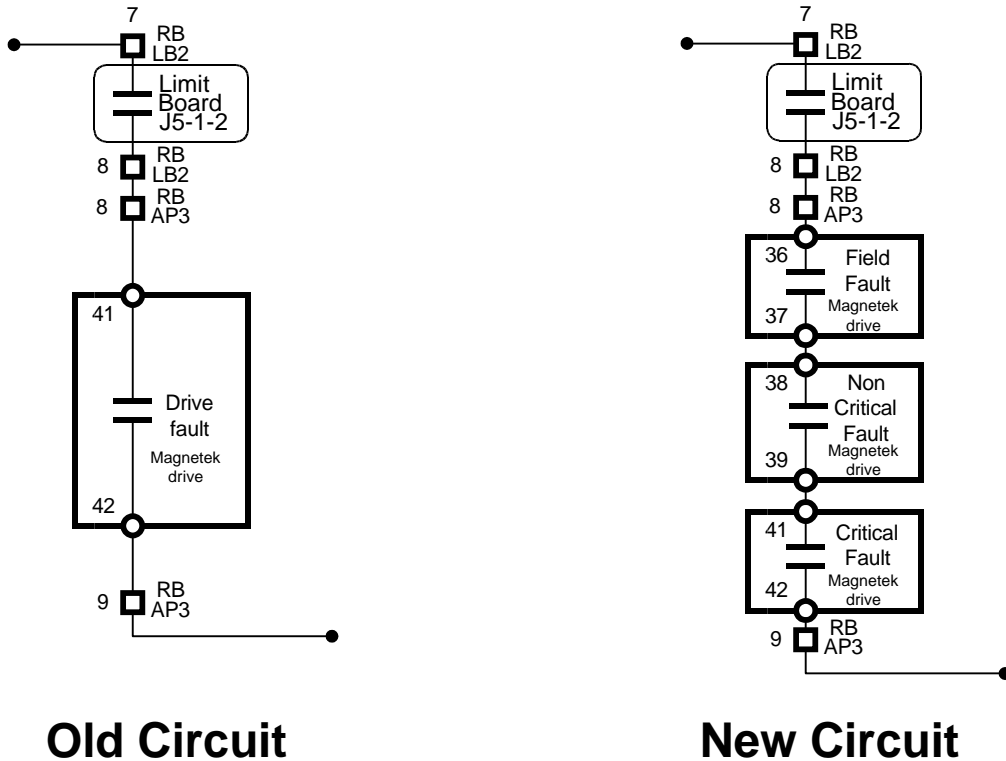 7
RB
LB2
Limit
Board
J5-1-2
8
RB
LB2
8
RB
AP3
41
Drive
fault
Magnetek
drive
42
9
RB
AP3
Old Circuit
7
RB
LB2
Limit
Board
J5-1-2
8
RB
LB2
8
RB
AP3
36
Field
Fault
Magnetek
drive
37
38
Non
Critical
Fault
Magnetek
drive
39
41
Critical
Fault
Magnetek
drive
42
9
RB
AP3
New Circuit